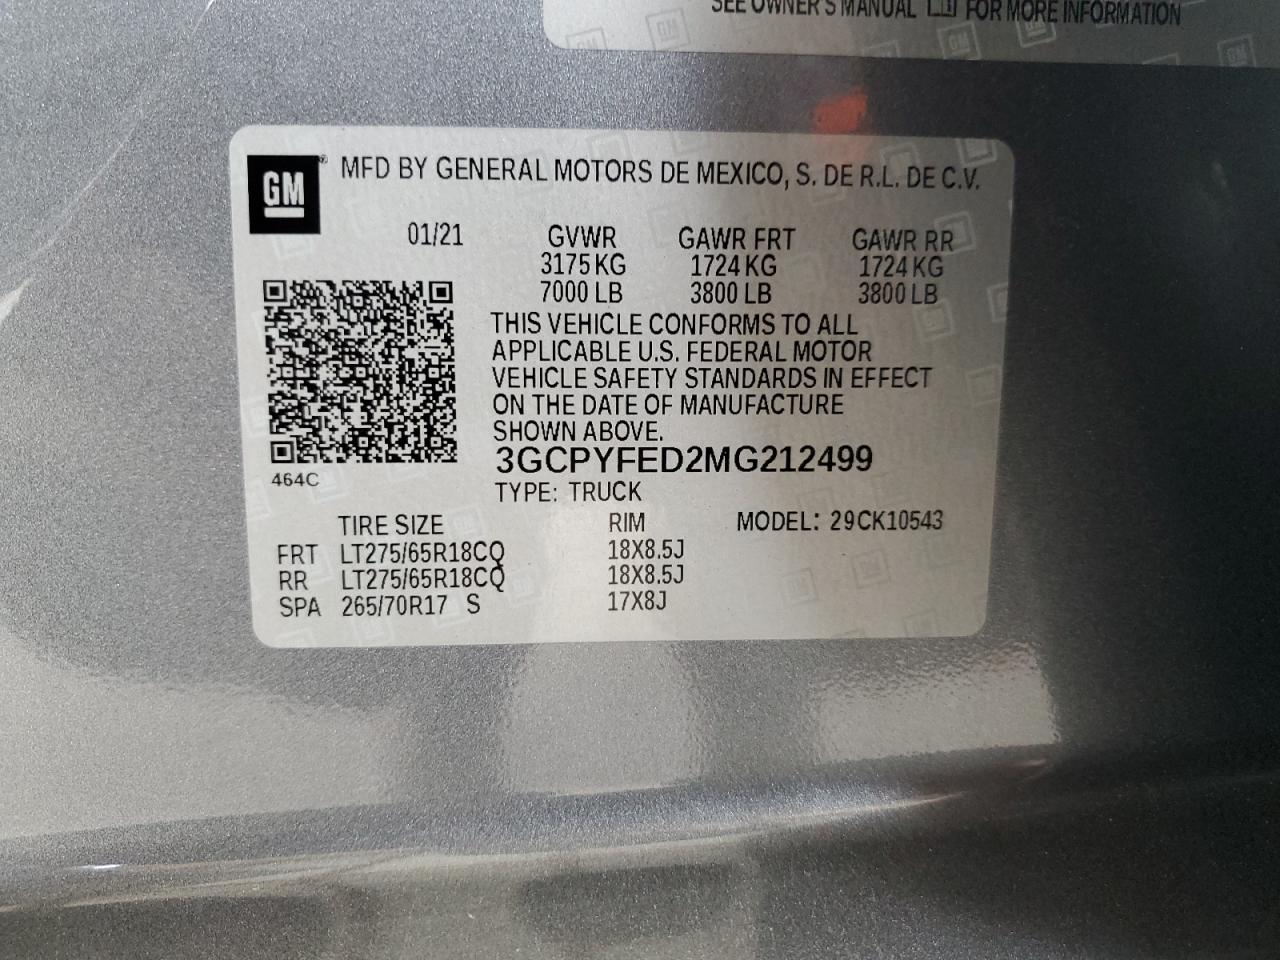 SEE OWNER'S MANUAL FOR MORE INFORMATION
GM ® MFD BY GENERAL MOTORS DE MEXICO, S. DE R.L. DE C.V.
01/21 GVWR GAWR FRT GAWR RR
3175 KG 1724 KG 1724 KG
7000 LB 3800 LB 3800 LB
THIS VEHICLE CONFORMS TO ALL
APPLICABLE U.S. FEDERAL MOTOR
VEHICLE SAFETY STANDARDS IN EFFECT
ON THE DATE OF MANUFACTURE
SHOWN ABOVE.
3GCPYFED2MG212499
464C
TYPE: TRUCK
TIRE SIZE RIM MODEL: 29CK10543
FRT LT275/65R18CQ 18X8.5J
RR LT275/65R18CQ 18X8.5J
SPA 265/70R17 S 17X8J